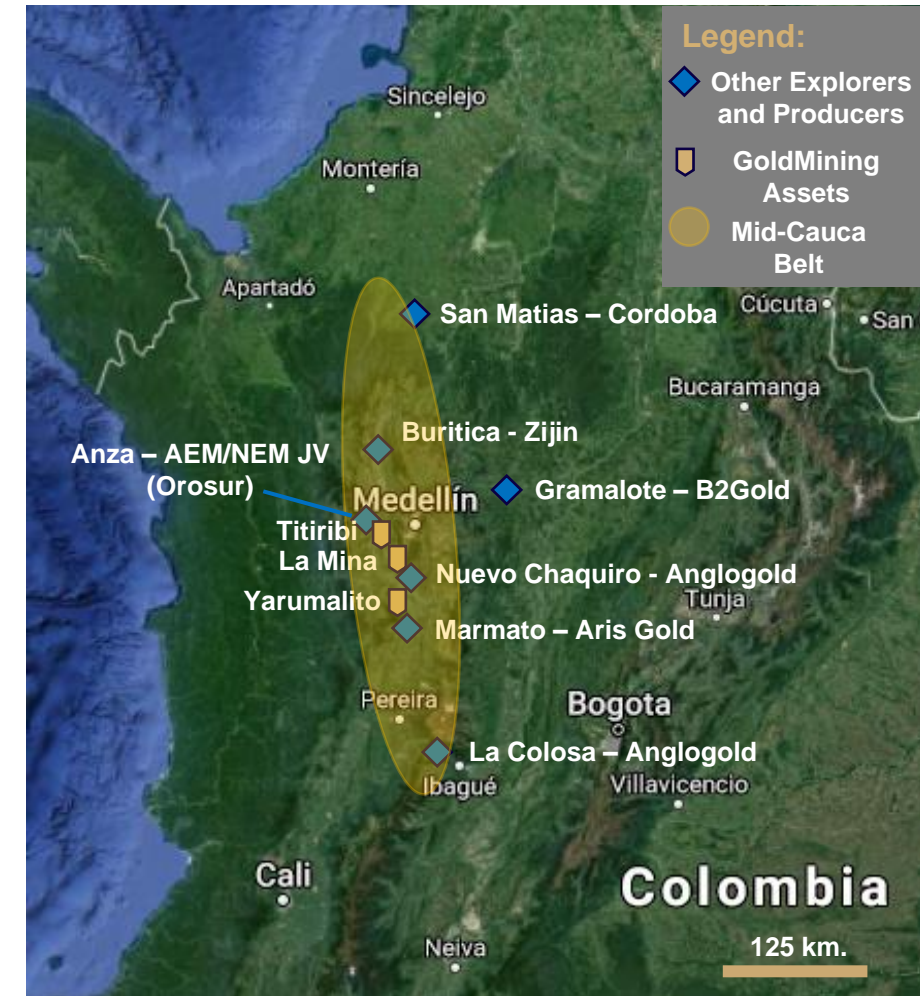 Legend:
Other Explorers
and Producers
GoldMining
Assets
Mid-Cauca
Belt
Sincelejo
Montería
Apartadó
San Matias – Cordoba
Cúcuta
San
Bucaramanga
Buritica - Zijin
Anza – AEM/NEM JV
(Orosur)
Medellín
Gramalote – B2Gold
Titiribi
La Mina
Nuevo Chaquiro - Anglogold
Yarumalito
Tunja
Marmato – Aris Gold
Pereira
Bogota
La Colosa – Anglogold
Ibagué
Villavicencio
Cali
Colombia
Neiva
125 km.